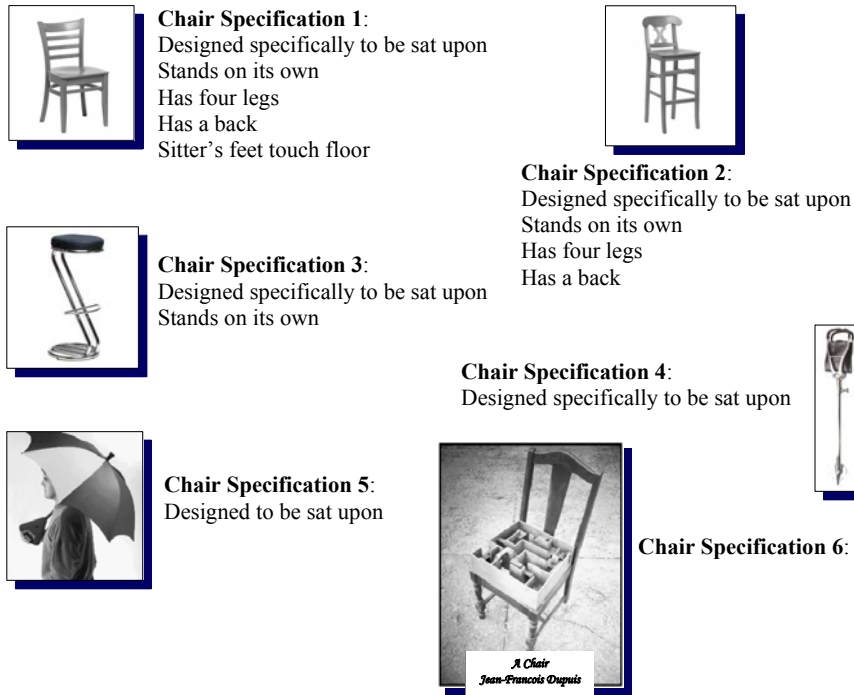 Chair Specification 1:
Designed specifically to be sat upon
Stands on its own
Has four legs
Has a back
Sitter’s feet touch floor
Chair Specification 2:
Designed specifically to be sat upon
Stands on its own
Has four legs
Has a back
Chair Specification 3:
Designed specifically to be sat upon
Stands on its own
Chair Specification 4:
Designed specifically to be sat upon
Chair Specification 5:
Designed to be sat upon
Chair Specification 6:
A Chair
Jean-Francois Dupuis